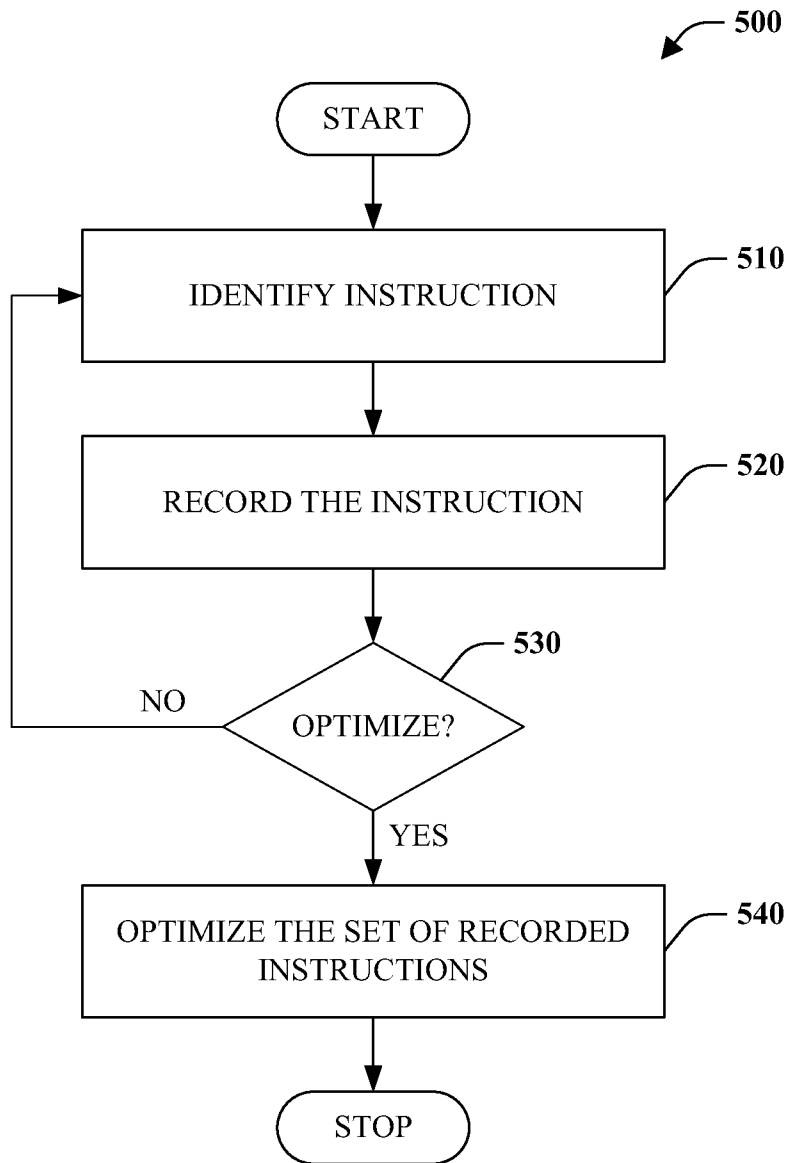 500
START
510
IDENTIFY INSTRUCTION
520
RECORD THE INSTRUCTION
530
OPTIMIZE?
NO
YES
540
OPTIMIZE THE SET OF RECORDED
INSTRUCTIONS
STOP